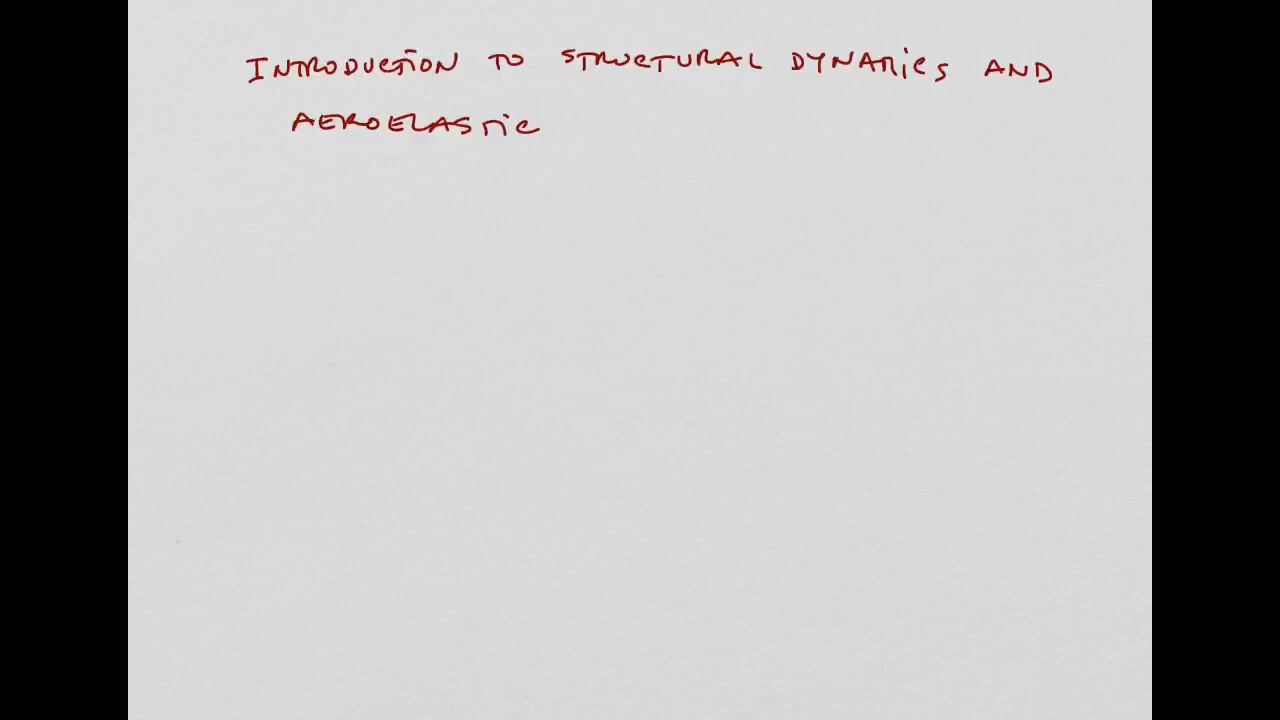 INTRODUCTION TO STRUCTURAL DYNAMICS AND
AEROELASTIC